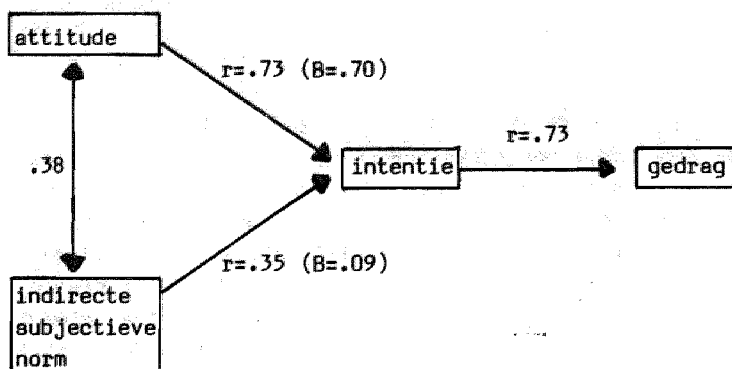 attitude
r=.73 (B=.70)
r=.73
.38
intentie
gedrag
r=.35 (B=.09)
indirecte
subjectieve
norm